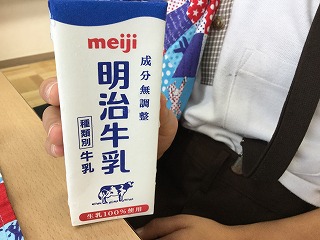 meiji
成分無調整
明治牛乳
種類別 牛乳
生乳100%使用